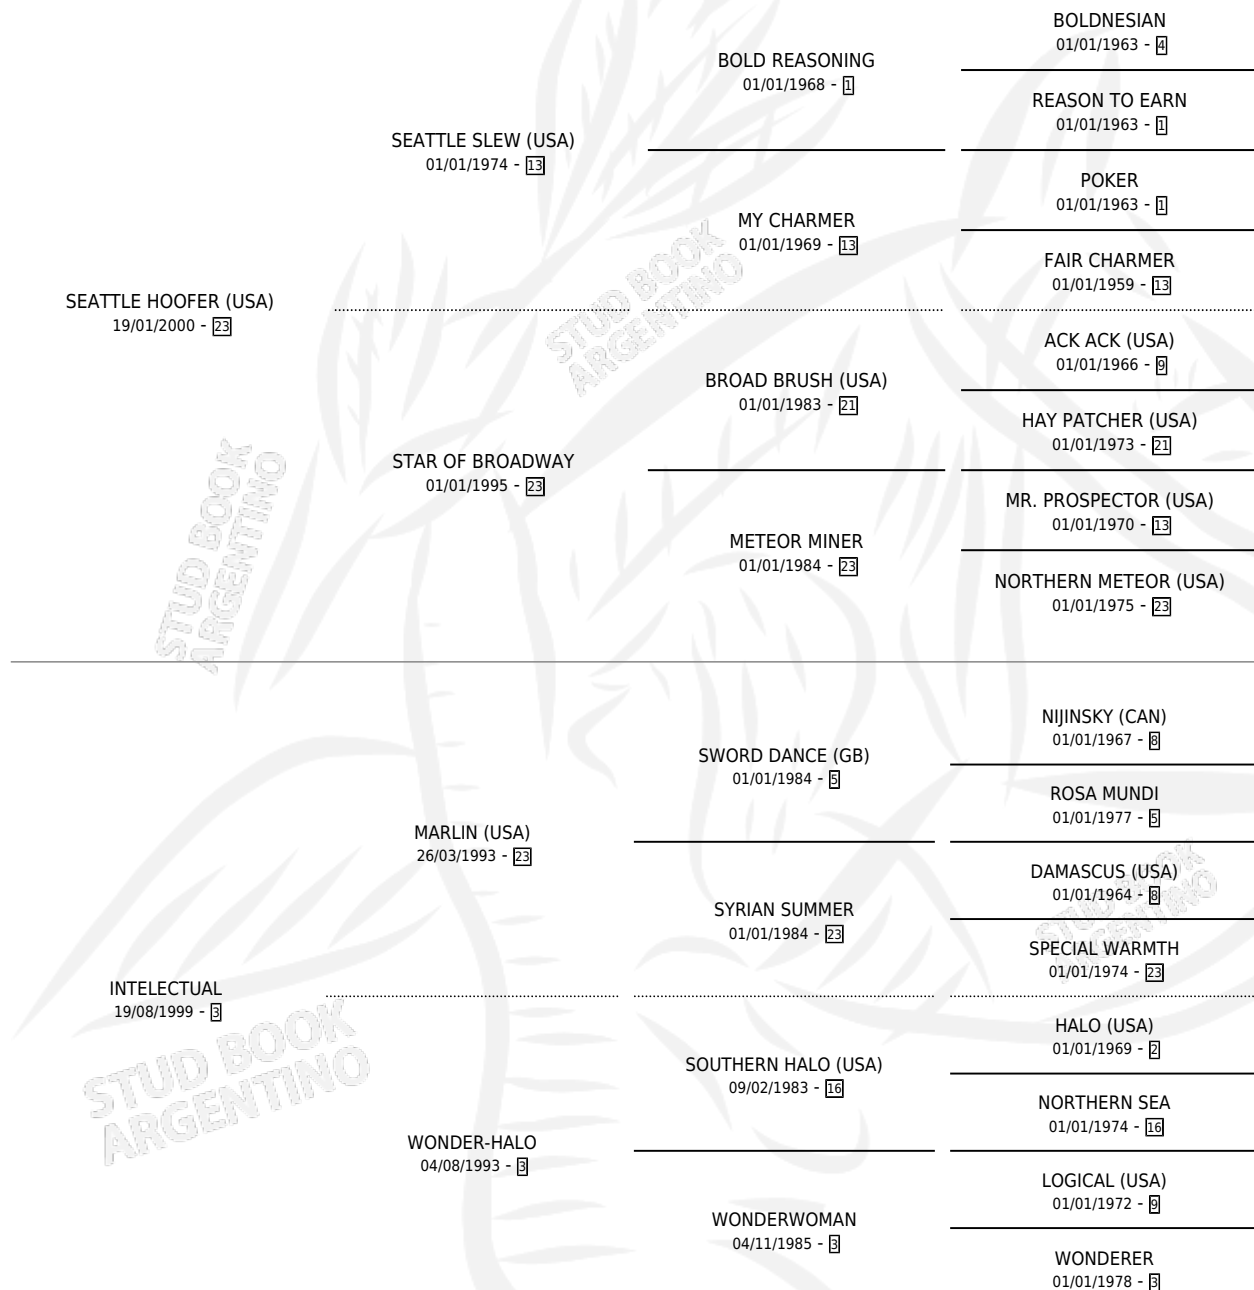 BOLDNESIAN
01/01/1963 - 4
BOLD REASONING
01/01/1968 - 1
REASON TO EARN
01/01/1963 - 1
SEATTLE SLEW (USA)
01/01/1974 - 13
POKER
01/01/1963 - 1
MY CHARMER
01/01/1969 - 13
FAIR CHARMER
01/01/1959 - 13
SEATTLE HOOFER (USA)
19/01/2000 - 23
STUD BOOK
ARGENTINO
ACK ACK (USA)
01/01/1966 - 9
BROAD BRUSH (USA)
01/01/1983 - 21
HAY PATCHER (USA)
01/01/1973 - 21
STAR OF BROADWAY
01/01/1995 - 23
MR. PROSPECTOR (USA)
01/01/1970 - 13
METEOR MINER
01/01/1984 - 23
NORTHERN METEOR (USA)
01/01/1975 - 23
STUD BOOK
ARGENTINO
NIJINSKY (CAN)
01/01/1967 - 8
SWORD DANCE (GB)
01/01/1984 - 5
ROSA MUNDI
01/01/1977 - 5
MARLIN (USA)
26/03/1993 - 23
DAMASCUS (USA)
01/01/1964 - 8
SYRIAN SUMMER
01/01/1984 - 23
STUD BOOK
ARGENTINO
SPECIAL WARMTH
01/01/1974 - 23
INTELECTUAL
19/08/1999 - 3
HALO (USA)
01/01/1969 - 2
SOUTHERN HALO (USA)
09/02/1983 - 16
STUD BOOK
ARGENTINO
NORTHERN SEA
01/01/1974 - 16
WONDER-HALO
04/08/1993 - 3
LOGICAL (USA)
01/01/1972 - 9
WONDERWOMAN
04/11/1985 - 3
WONDERER
01/01/1978 - 3